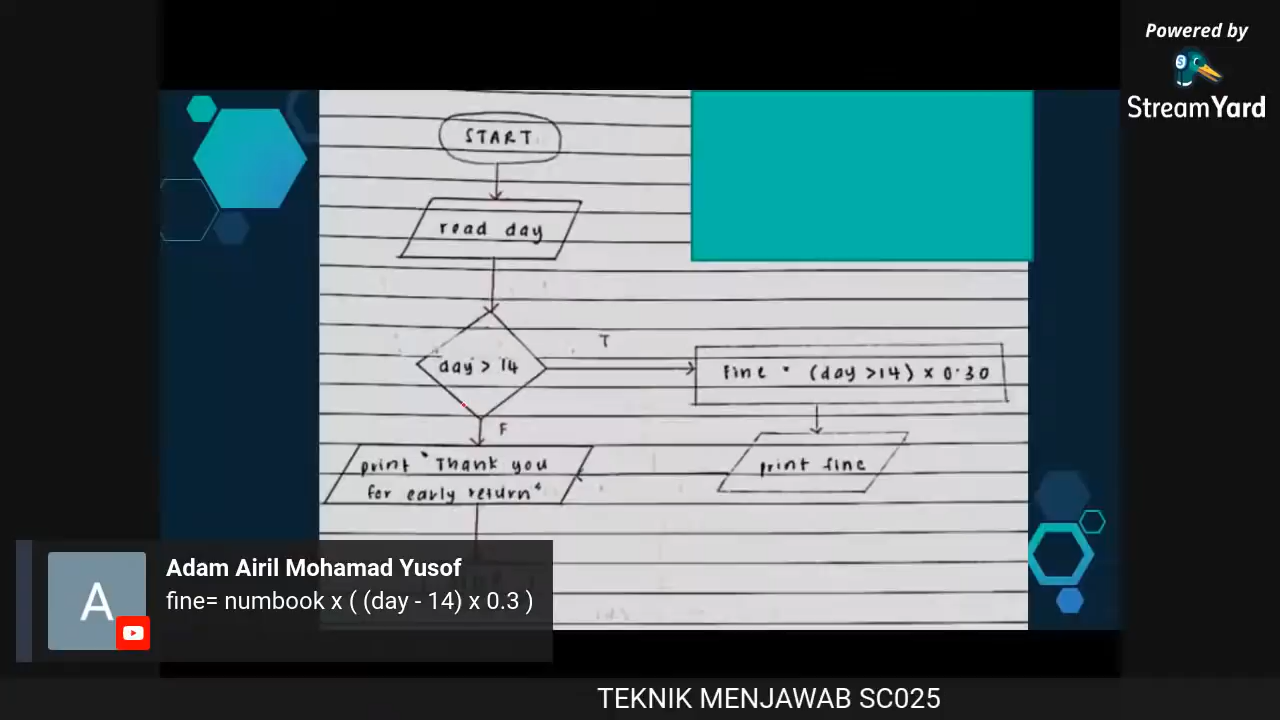 Powered by
StreamYard
START
read day
day > 14
T
fine = (day >14) x 0.30
F
print "Thank you
for early return"
print fine
A
Adam Airil Mohamad Yusof
fine= numbook x ( (day - 14) x 0.3 )
TEKNIK MENJAWAB SC025